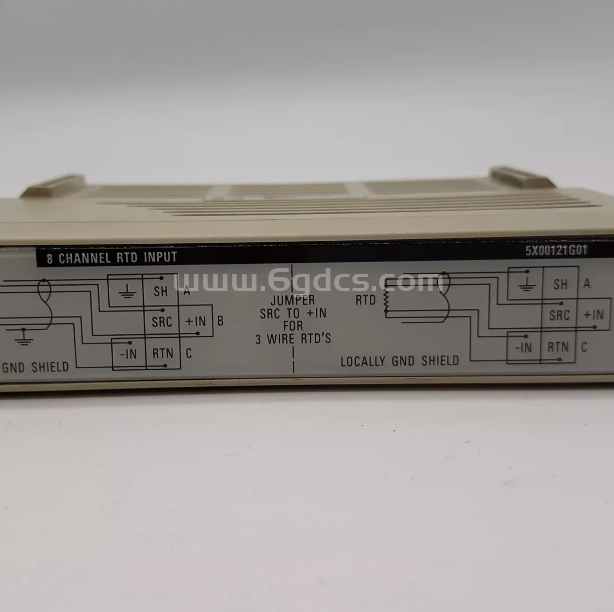 8 CHANNEL RTD INPUT
5X00121G01
www.6gdcs.com
SH A
SRC +IN B
-IN RTN C
GND SHIELD
JUMPER
SRC TO +IN
FOR
3 WIRE RTD'S
RTD
SH A
SRC +IN
-IN RTN C
LOCALLY GND SHIELD